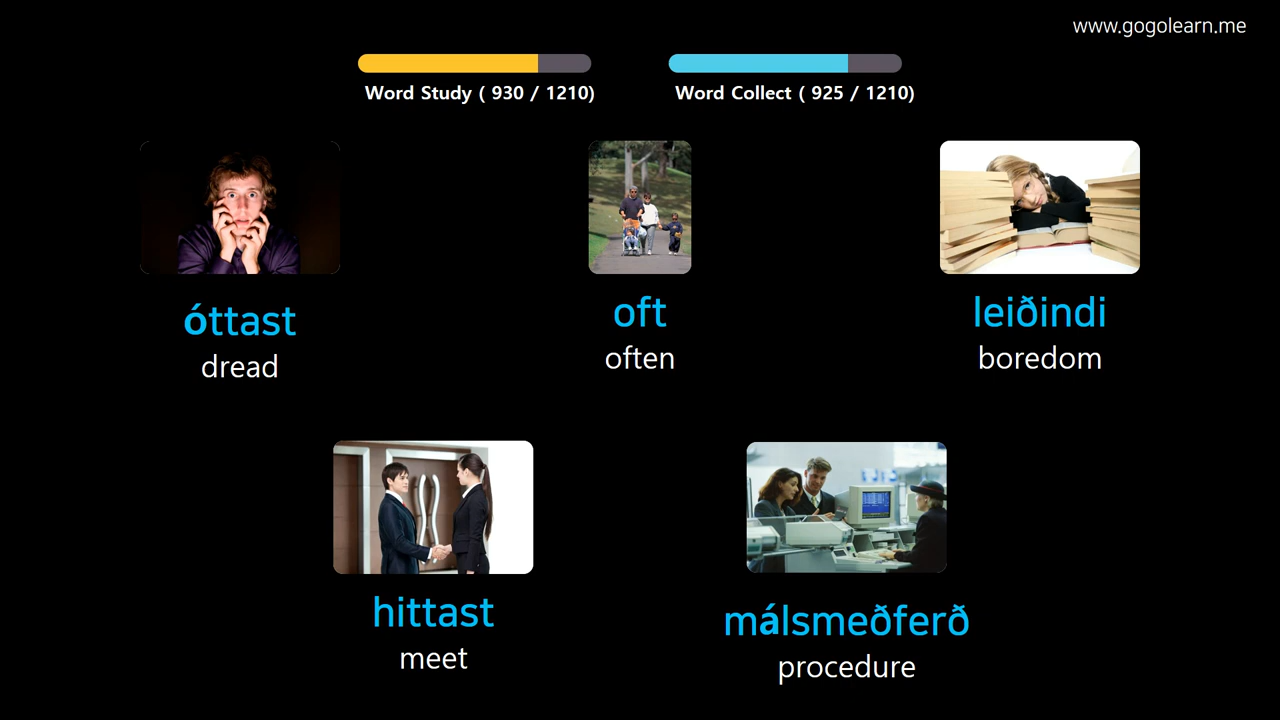 www.gogolearn.me
Word Study ( 930 / 1210)
Word Collect ( 925 / 1210)
óttast
dread
oft
often
leiðindi
boredom
hittast
meet
málsmeðferð
procedure